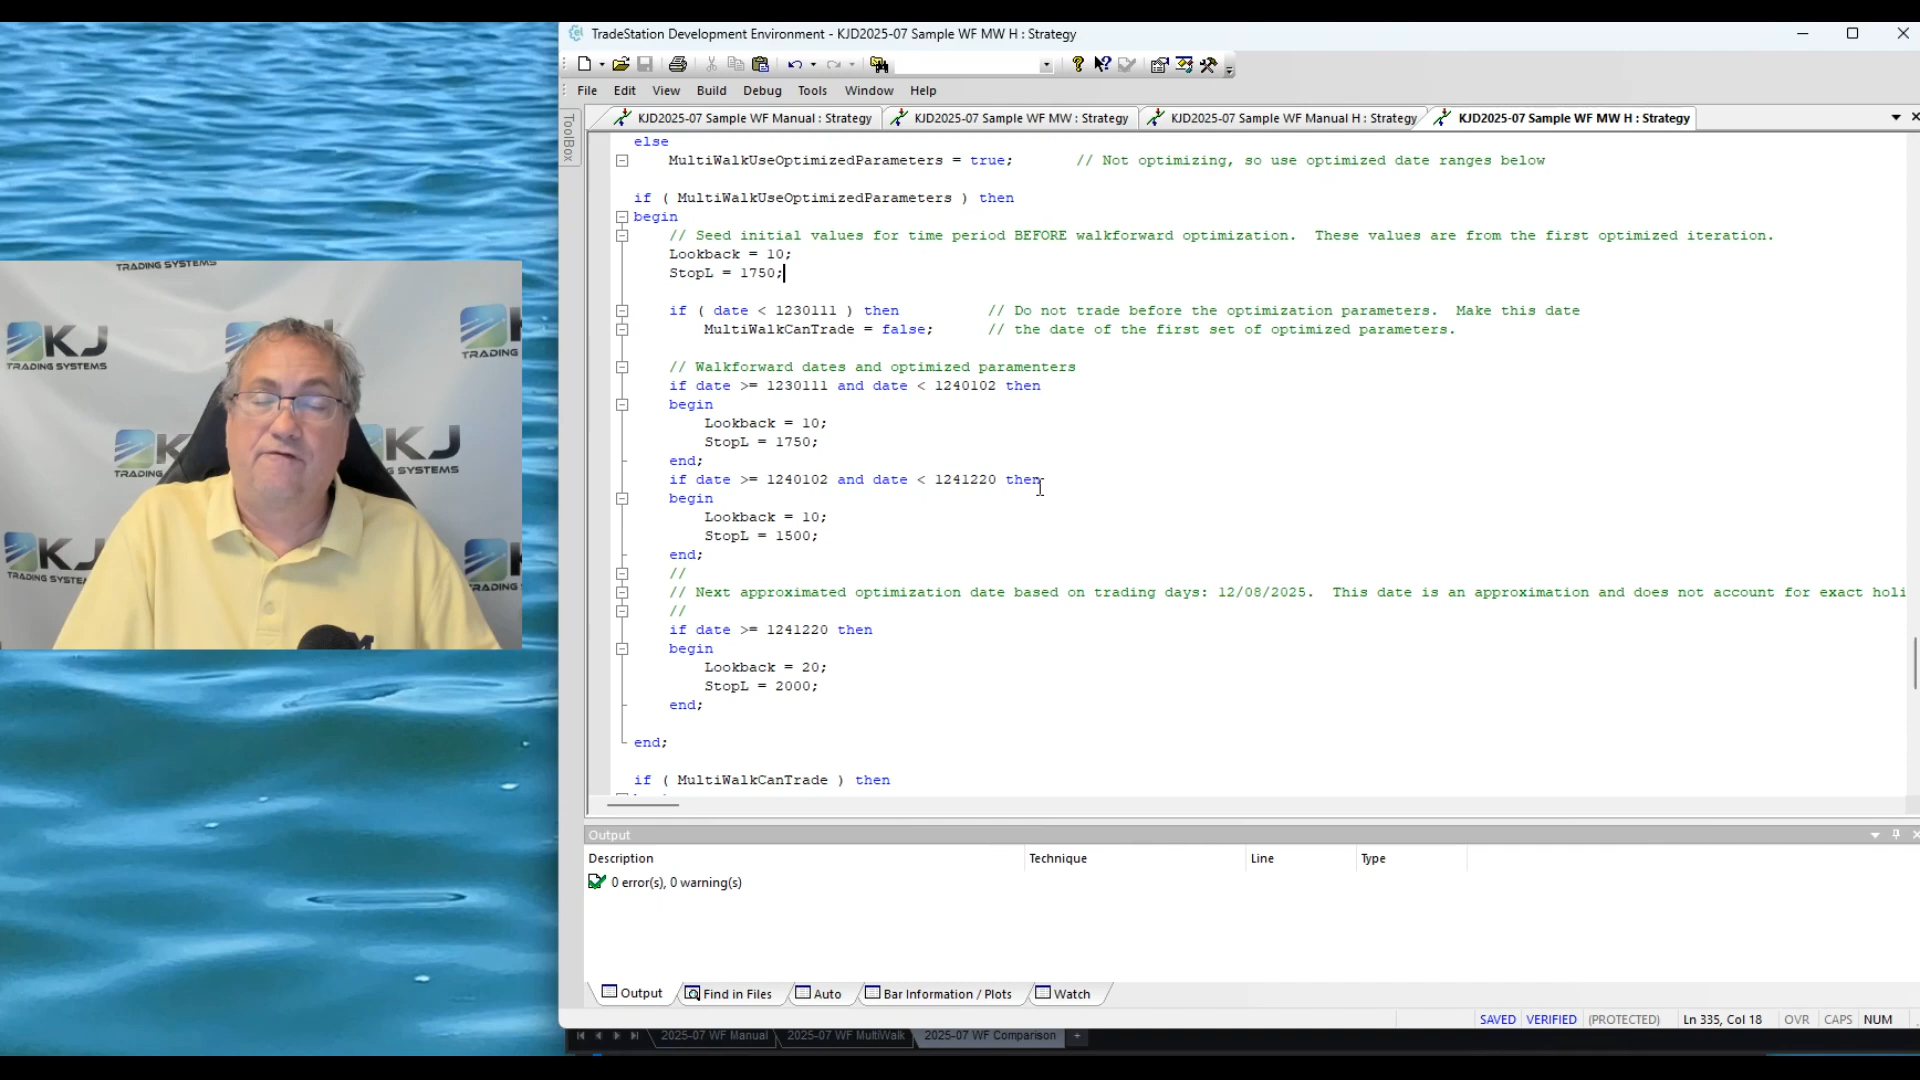 TradeStation Development Environment - KJD2025-07 Sample WF MW H : Strategy
File Edit View Build Debug Tools Window Help
ToolBox
KJD2025-07 Sample WF Manual : Strategy
KJD2025-07 Sample WF MW : Strategy
KJD2025-07 Sample WF Manual H : Strategy
KJD2025-07 Sample WF MW H : Strategy
else
MultiWalkUseOptimizedParameters = true; // Not optimizing, so use optimized date ranges below
if ( MultiWalkUseOptimizedParameters ) then
begin
// Seed initial values for time period BEFORE walkforward optimization. These values are from the first optimized iteration.
Lookback = 10;
StopL = 1750;
if ( date < 1230111 ) then // Do not trade before the optimization parameters. Make this date
MultiWalkCanTrade = false; // the date of the first set of optimized parameters.
// Walkforward dates and optimized paramenters
if date >= 1230111 and date < 1240102 then
begin
Lookback = 10;
StopL = 1750;
end;
if date >= 1240102 and date < 1241220 then
begin
Lookback = 10;
StopL = 1500;
end;
//
// Next approximated optimization date based on trading days: 12/08/2025. This date is an approximation and does not account for exact holi
//
if date >= 1241220 then
begin
Lookback = 20;
StopL = 2000;
end;
end;
if ( MultiWalkCanTrade ) then
Output
Description Technique Line Type
0 error(s), 0 warning(s)
Output Find in Files Auto Bar Information / Plots Watch
SAVED VERIFIED (PROTECTED) Ln 335, Col 18 OVR CAPS NUM
2025-07 WF Manual 2025-07 WF MultiWalk 2025-07 WF Comparison +
TRADING SYSTEMS
KJ
TRADING SYSTEMS
KJ
TRADING SYSTEMS
TRADING
KJ
TRADING SYSTEMS
KJ
TRADING SYSTEMS